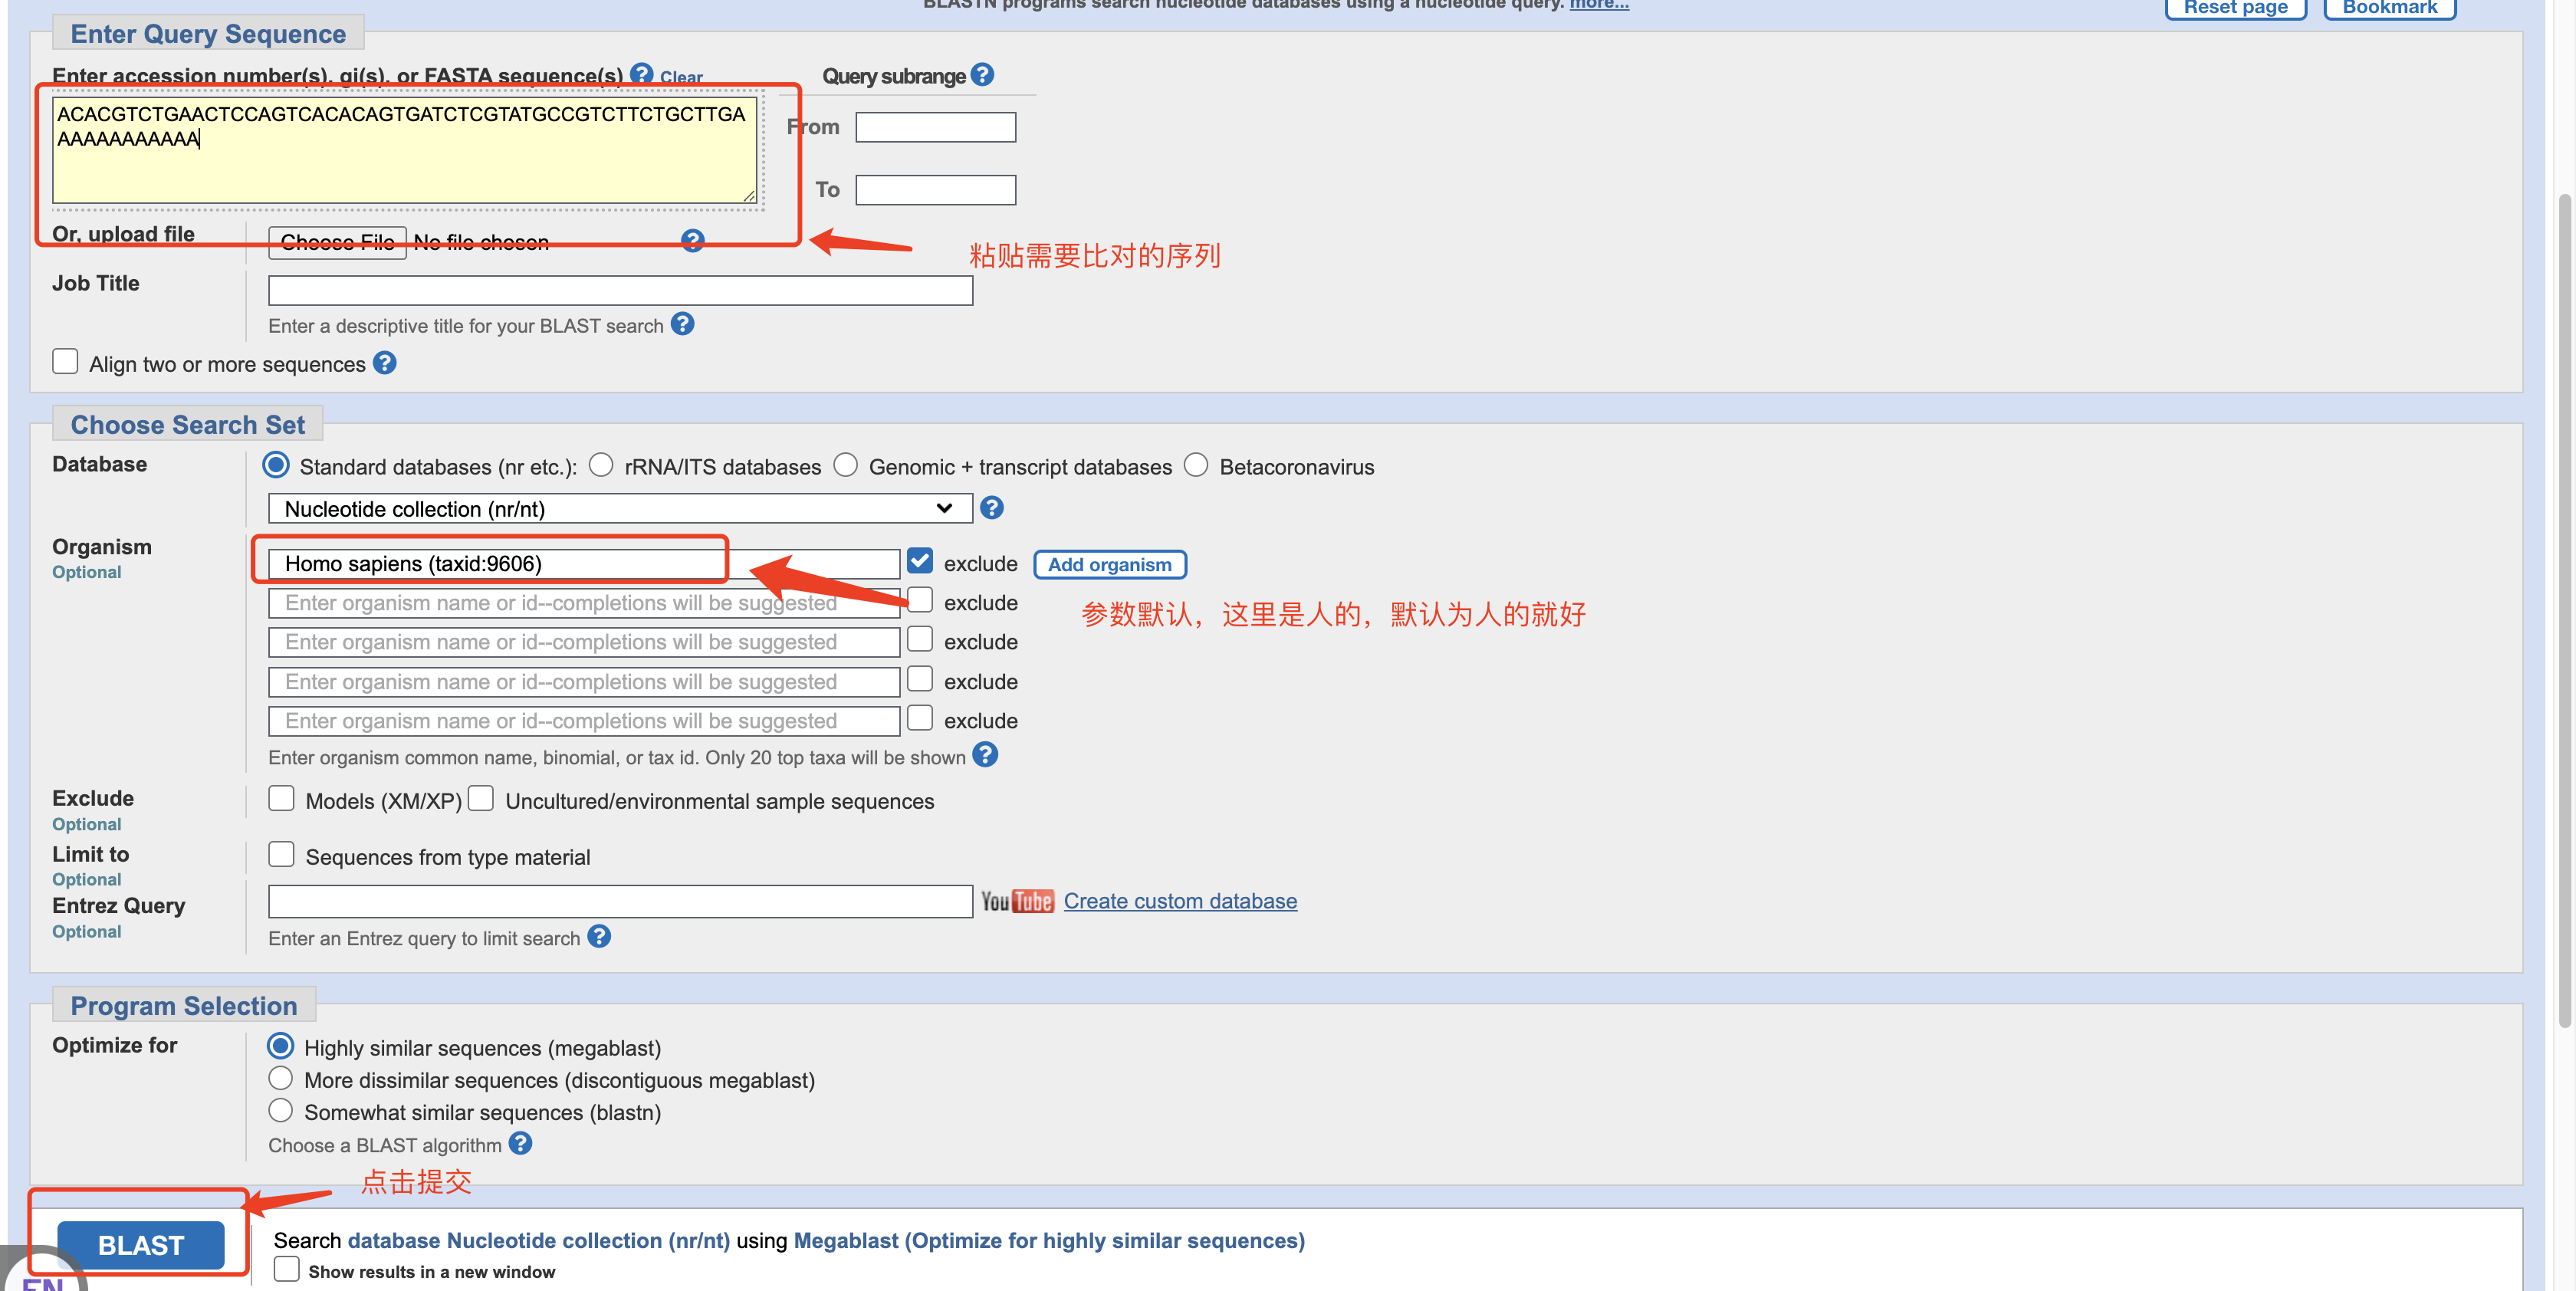 BLASTN programs search nucleotide databases using a nucleotide query. more...
Reset page
Bookmark
Enter Query Sequence
Enter accession number(s), gi(s), or FASTA sequence(s) ? Clear
Query subrange ?
ACACGTCTGAACTCCAGTCACACAGTGATCTCGTATGCCGTCTTCTGCTTGA
AAAAAAAAAAAA
From
To
Or, upload file
Choose File No file chosen ?
粘贴需要比对的序列
Job Title
Enter a descriptive title for your BLAST search ?
Align two or more sequences ?
Choose Search Set
Database
Standard databases (nr etc.): rRNA/ITS databases Genomic + transcript databases Betacoronavirus
Nucleotide collection (nr/nt) ?
Organism
Optional
Homo sapiens (taxid:9606) exclude Add organism
Enter organism name or id--completions will be suggested exclude
参数默认，这里是人的，默认为人的就好
Enter organism name or id--completions will be suggested exclude
Enter organism name or id--completions will be suggested exclude
Enter organism name or id--completions will be suggested exclude
Enter organism common name, binomial, or tax id. Only 20 top taxa will be shown ?
Exclude
Optional
Models (XM/XP) Uncultured/environmental sample sequences
Limit to
Optional
Sequences from type material
Entrez Query
Optional
YouTube Create custom database
Enter an Entrez query to limit search ?
Program Selection
Optimize for
Highly similar sequences (megablast)
More dissimilar sequences (discontiguous megablast)
Somewhat similar sequences (blastn)
Choose a BLAST algorithm ?
点击提交
BLAST
Search database Nucleotide collection (nr/nt) using Megablast (Optimize for highly similar sequences)
Show results in a new window
EN